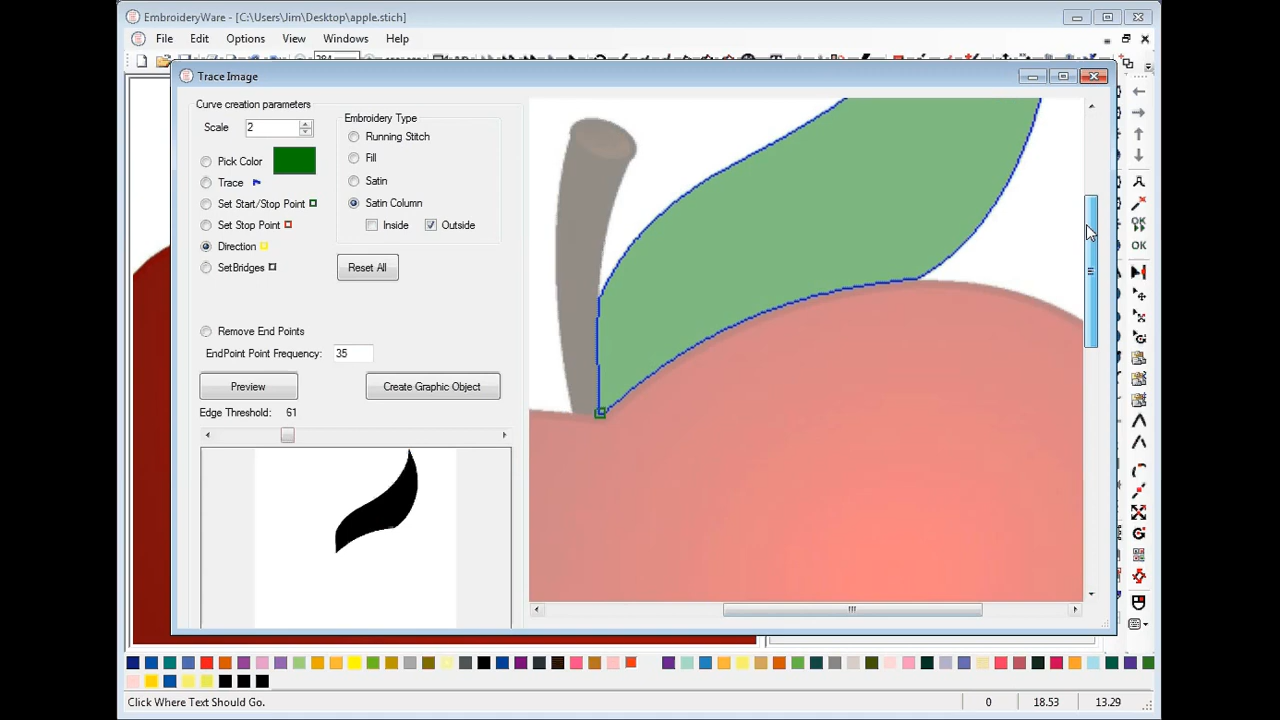 EmbroideryWare - [C:\Users\Jim\Desktop\apple.stich]
File Edit Options View Windows Help
Trace Image
Curve creation parameters
Scale 2
Embroidery Type
Running Stitch
Pick Color
Fill
Trace
Satin
Set Start/Stop Point
Satin Column
Set Stop Point
Inside Outside
Direction
SetBridges
Reset All
Remove End Points
EndPoint Point Frequency: 35
Preview
Create Graphic Object
Edge Threshold: 61
OK
OK
Click Where Text Should Go.
0 18.53 13.29